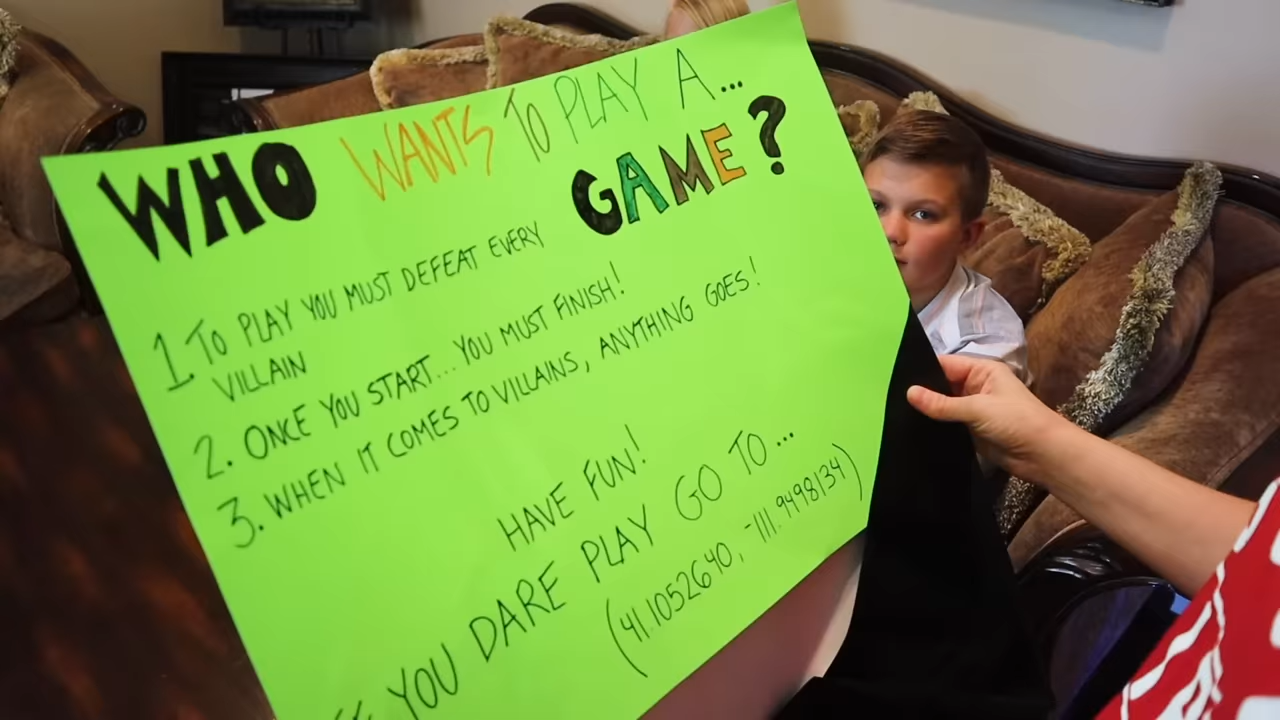 WHO WANTS TO PLAY A...
GAME?
1. TO PLAY YOU MUST DEFEAT EVERY
VILLAIN
2. ONCE YOU START... YOU MUST FINISH!
3. WHEN IT COMES TO VILLAINS, ANYTHING GOES!
HAVE FUN!
YOU DARE PLAY GO TO...
(41.1052640, -111.9498134)